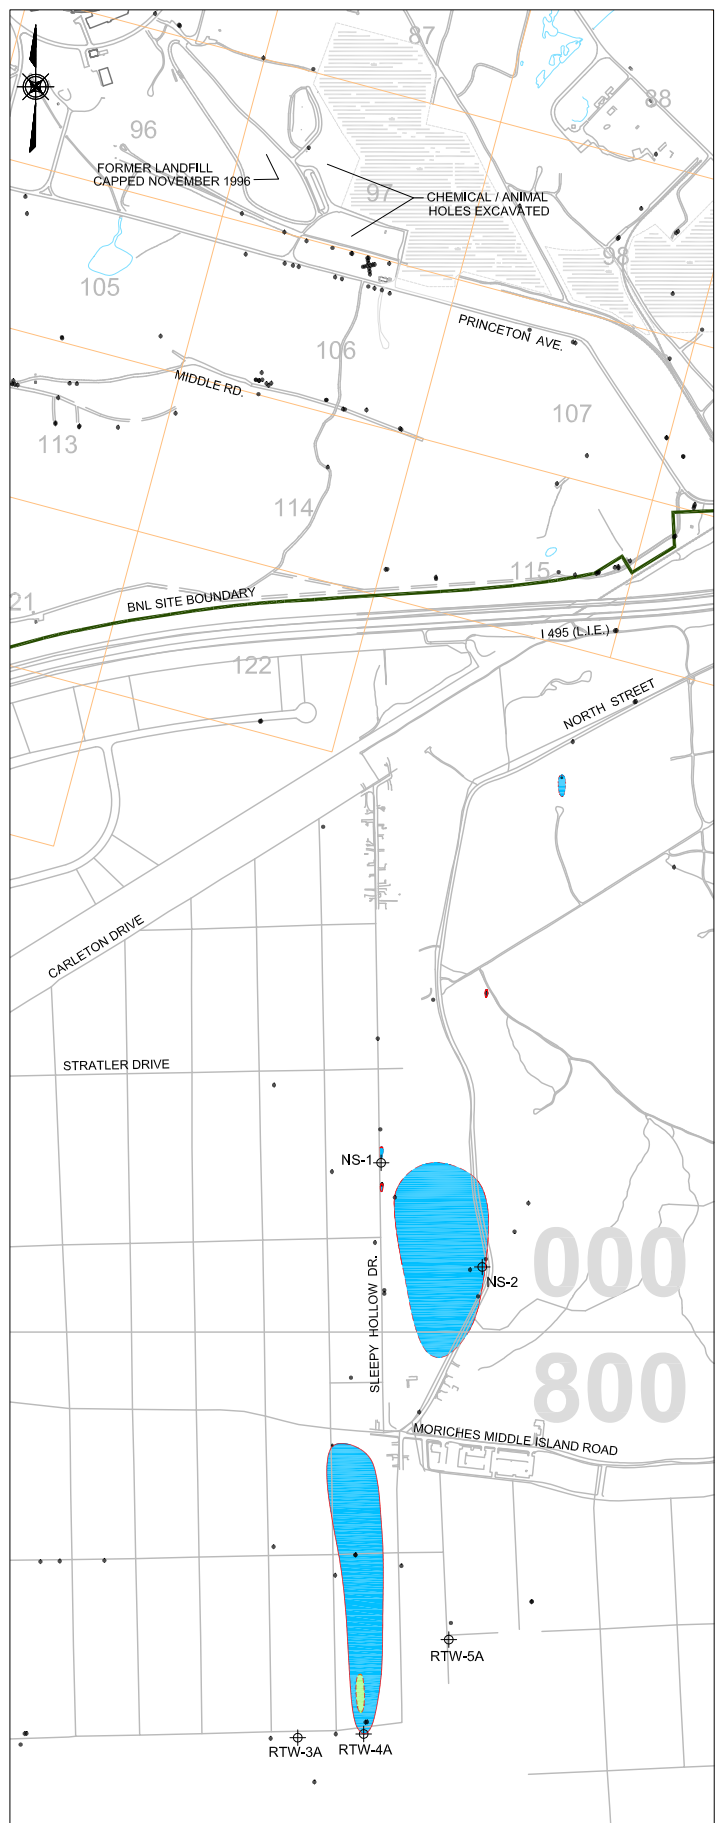 87
88
96
FORMER LANDFILL
CAPPED NOVEMBER 1996
97
CHEMICAL / ANIMAL
HOLES EXCAVATED
98
105
PRINCETON AVE.
106
MIDDLE RD.
107
113
114
115
BNL SITE BOUNDARY
21
I 495 (L.I.E.)
122
NORTH STREET
CARLETON DRIVE
STRATLER DRIVE
NS-1
000
NS-2
SLEEPY HOLLOW DR.
800
MORICHES MIDDLE ISLAND ROAD
RTW-5A
RTW-3A
RTW-4A